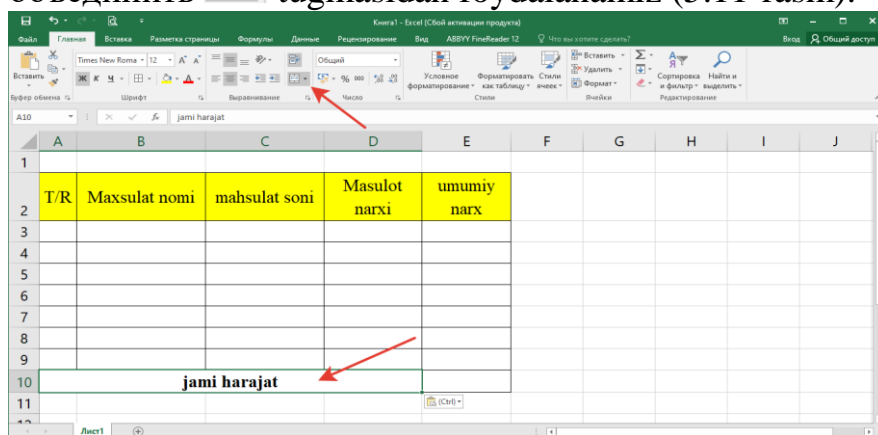 объединить tugmasidan foydalanamiz (5.11-rasm).
Книга1 - Excel (Сбой активации продукта)
Файл Главная Вставка Разметка страницы Формулы Данные Рецензирование Вид ABBYY FineReader 12 Что вы хотите сделать? Вход Общий доступ
Times New Roma 12 Общий Вставить
Вставить Ж К Ч % 000 Условное Форматировать Стили Удалить Сортировка Найти и
форматирование как таблицу ячеек Формат и фильтр выделить
Буфер обмена Шрифт Выравнивание Число Стили Ячейки Редактирование
A10 fx jami harajat
A B C D E F G H I J
1
2 T/R Maxsulat nomi mahsulat soni Masulot narxi umumiy narx
3
4
5
6
7
8
9
10 jami harajat
11 (Ctrl)
Лист1